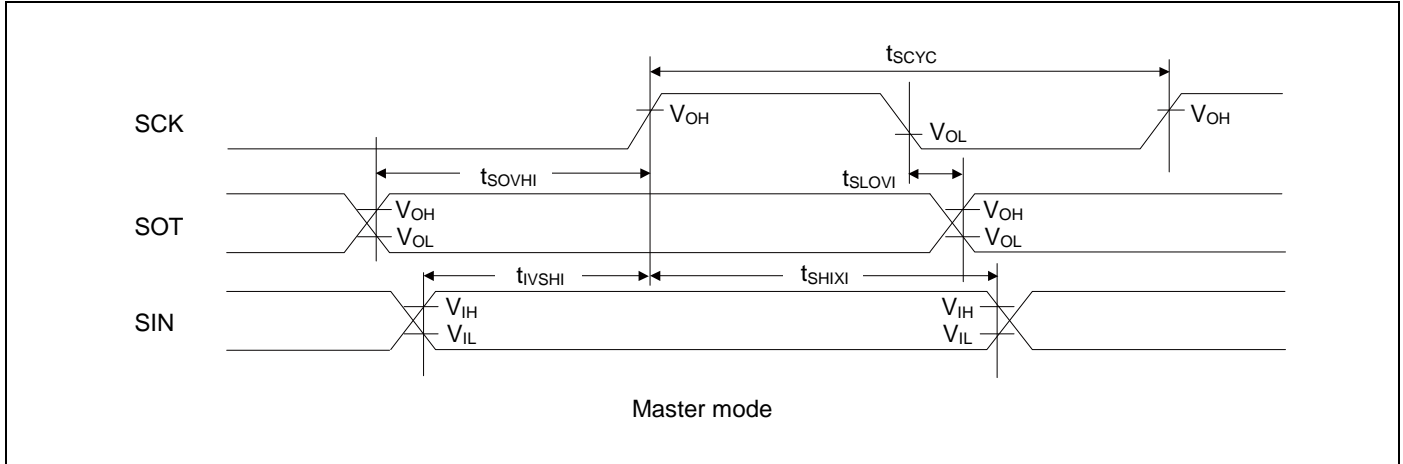 tSCYC
SCK
VOH
VOL
VOH
tSOVHI
tSLOVI
SOT
VOH
VOL
VOH
VOL
tIVSHI
tSHIXI
SIN
VIH
VIL
VIH
VIL
Master mode